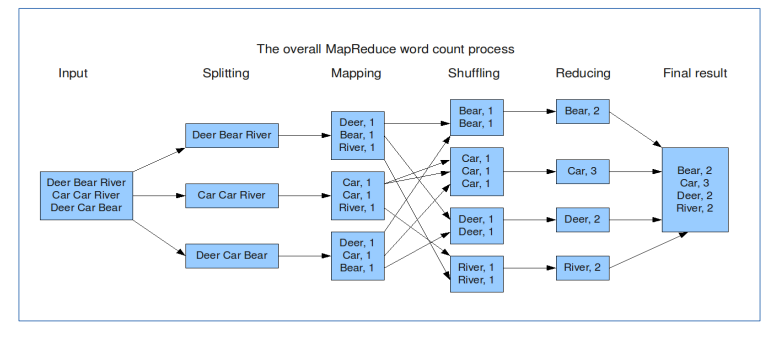 The overall MapReduce word count process
Input
Splitting
Mapping
Shuffling
Reducing
Final result
Deer Bear River
Car Car River
Deer Car Bear
Deer Bear River
Car Car River
Deer Car Bear
Deer, 1
Bear, 1
River, 1
Car, 1
Car, 1
River, 1
Deer, 1
Car, 1
Bear, 1
Bear, 1
Bear, 1
Car, 1
Car, 1
Car, 1
Deer, 1
Deer, 1
River, 1
River, 1
Bear, 2
Car, 3
Deer, 2
River, 2
Bear, 2
Car, 3
Deer, 2
River, 2